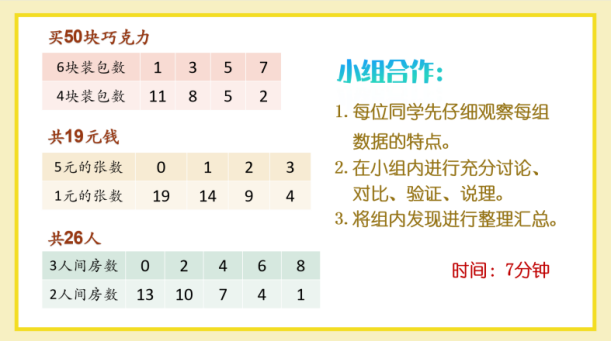 买50块巧克力
6块装包数 1 3 5 7
4块装包数 11 8 5 2
共19元钱
5元的张数 0 1 2 3
1元的张数 19 14 9 4
共26人
3人间房数 0 2 4 6 8
2人间房数 13 10 7 4 1
小组合作:
1. 每位同学先仔细观察每组
数据的特点。
2. 在小组内进行充分讨论、
对比、验证、说理。
3. 将组内发现进行整理汇总。
时间:7分钟